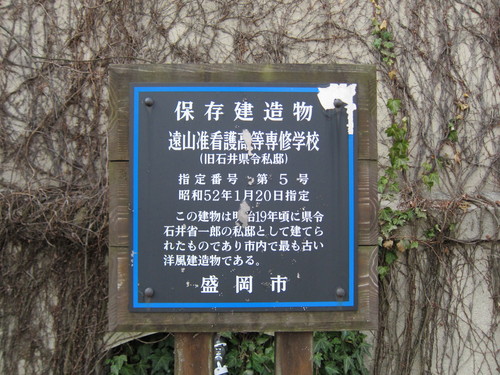 保存建造物
遠山准看護高等専修学校
(旧石井県令私邸)
指定番号 第5号
昭和52年1月20日指定
この建物は明治19年頃に県令
石井省一郎の私邸として建てら
れたものであり市内で最も古い
洋風建造物である。
盛岡市